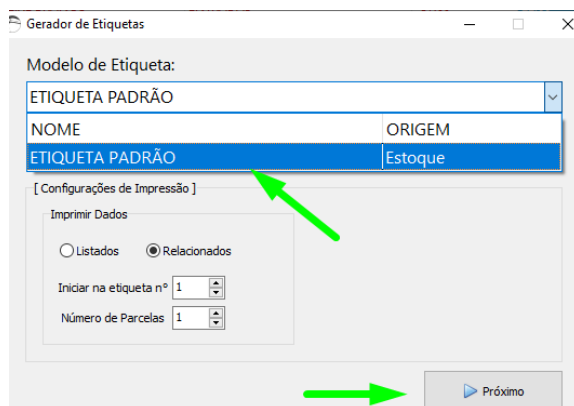 Gerador de Etiquetas
Modelo de Etiqueta:
ETIQUETA PADRÃO
NOME ORIGEM
ETIQUETA PADRÃO Estoque
[ Configurações de Impressão ]
Imprimir Dados
Listados Relacionados
Iniciar na etiqueta nº 1
Número de Parcelas 1
Próximo